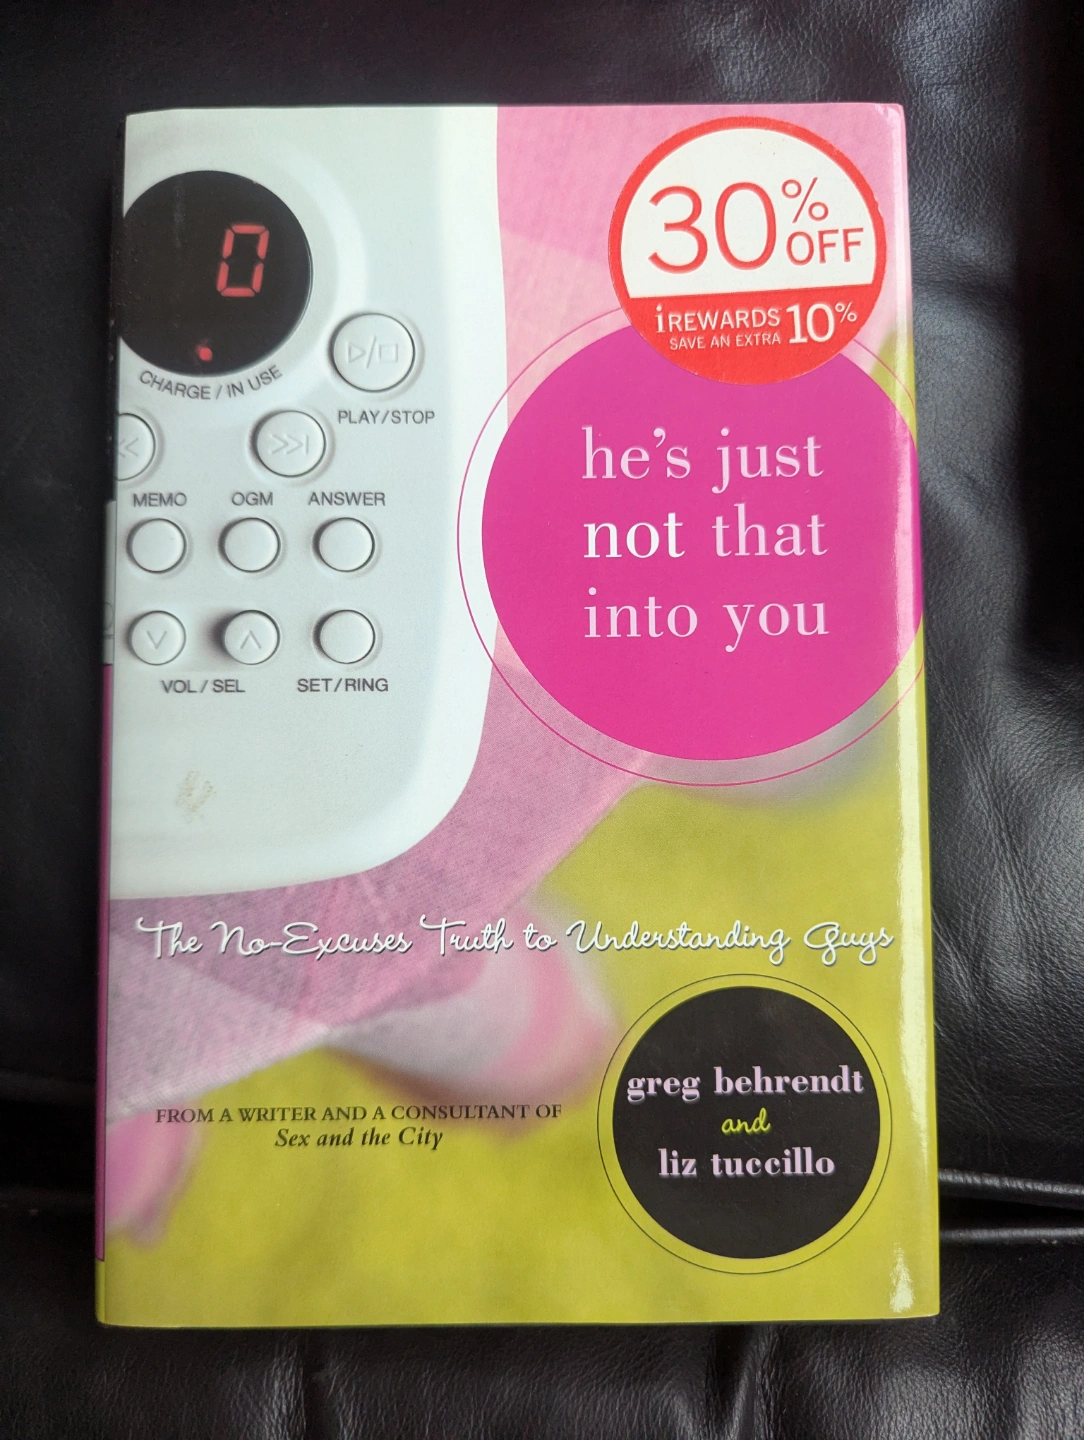 30% OFF
iREWARDS
SAVE AN EXTRA 10%
0
CHARGE / IN USE
PLAY/STOP
MEMO OGM ANSWER
VOL / SEL SET/RING
he's just
not that
into you
The No-Excuses Truth to Understanding Guys
FROM A WRITER AND A CONSULTANT OF
Sex and the City
greg behrendt
and
liz tuccillo